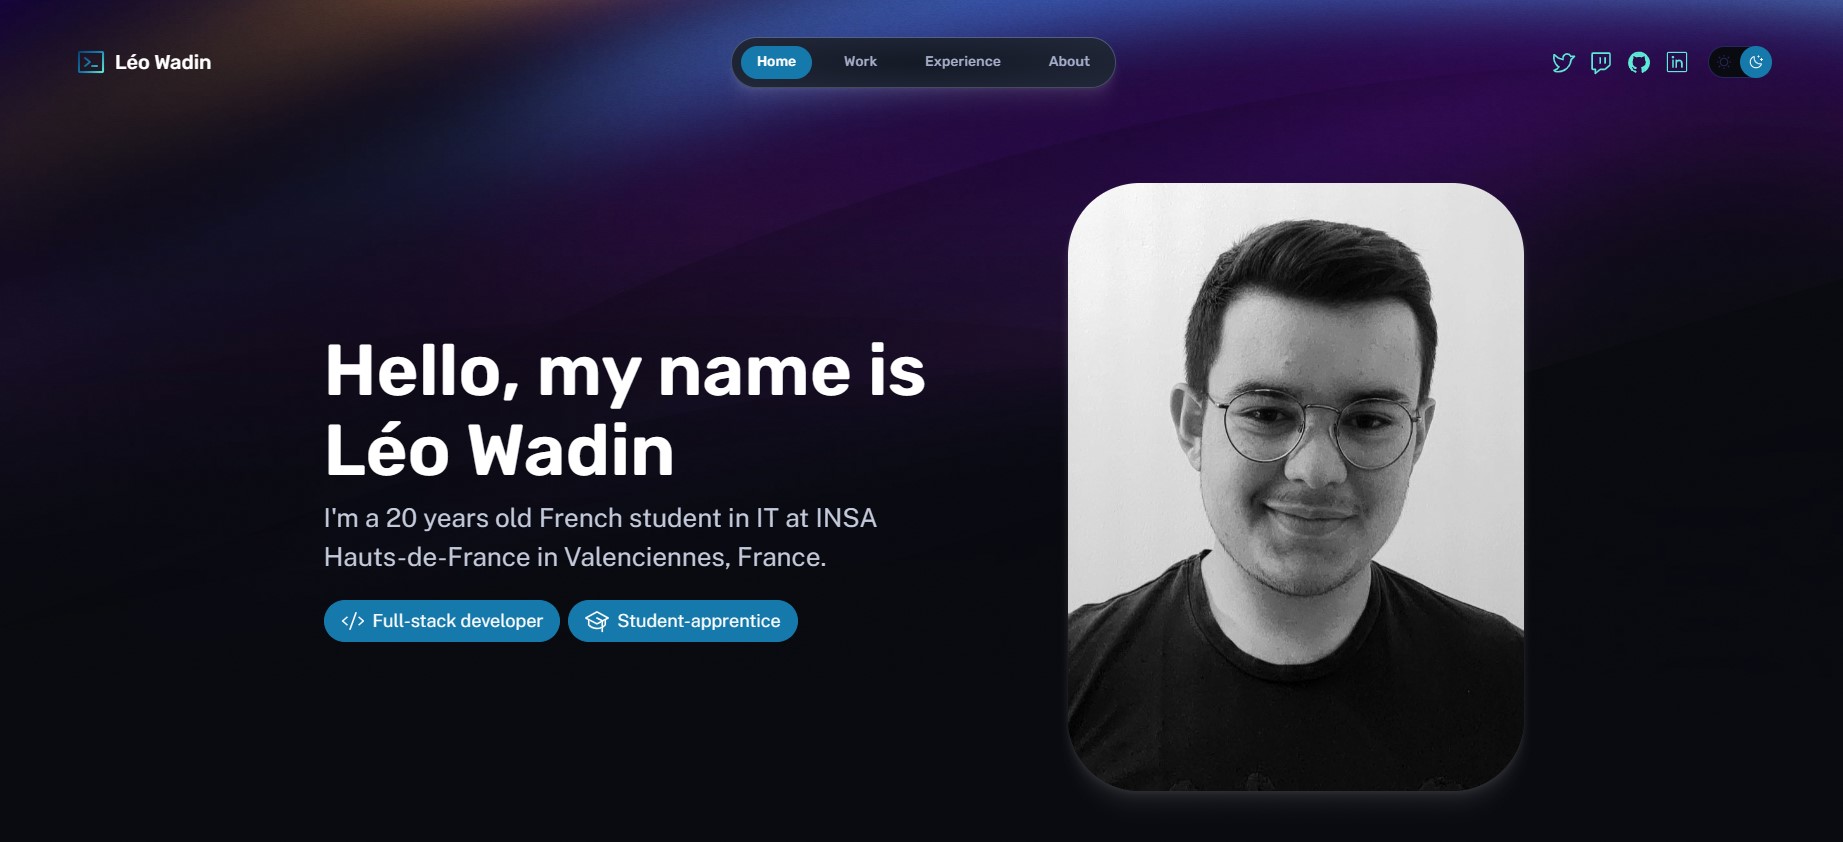 Léo Wadin
Home
Work
Experience
About
Hello, my name is
Léo Wadin
I'm a 20 years old French student in IT at INSA
Hauts-de-France in Valenciennes, France.
Full-stack developer
Student-apprentice